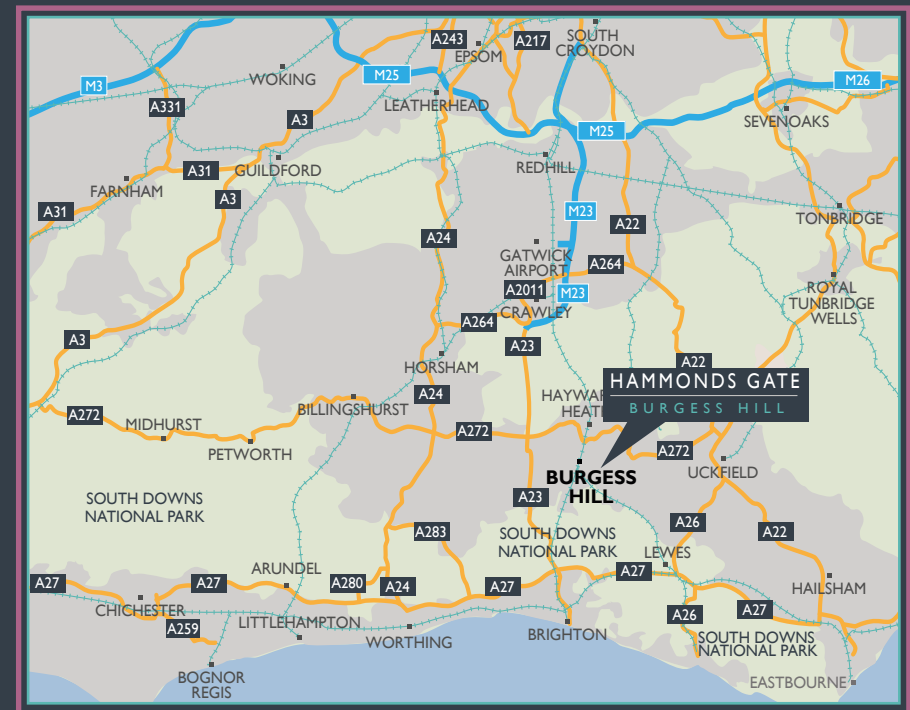 A243
A217
SOUTH
CROYDON
EPSOM
M3
WOKING
M25
M26
LEATHERHEAD
A331
A3
SEVENOAKS
M25
REDHILL
A31
GUILDFORD
FARNHAM
A3
A31
M23
TONBRIDGE
A22
A24
GATWICK
AIRPORT
A264
A2011
M23
ROYAL
TUNBRIDGE
WELLS
CRAWLEY
A264
A3
A23
HORSHAM
A22
HAMMONDS GATE
BURGESS HILL
A24
HAYWAR
HEAT
BILLINGSHURST
A272
MIDHURST
A272
PETWORTH
A272
UCKFIELD
BURGESS
HILL
SOUTH DOWNS
NATIONAL PARK
A23
A26
A283
SOUTH DOWNS
NATIONAL PARK
A22
LEWES
ARUNDEL
A27
A27
A27
A280
A24
A27
HAILSHAM
CHICHESTER
A27
A26
LITTLEHAMPTON
A259
WORTHING
BRIGHTON
SOUTH DOWNS
NATIONAL PARK
BOGNOR
REGIS
EASTBOURNE